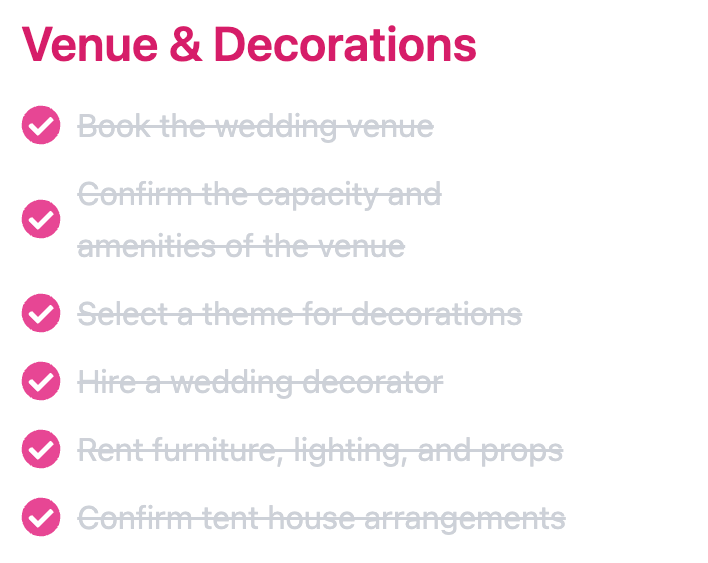 Venue & Decorations
Book the wedding venue
Confirm the capacity and
amenities of the venue
Select a theme for decorations
Hire a wedding decorator
Rent furniture, lighting, and props
Confirm tent house arrangements